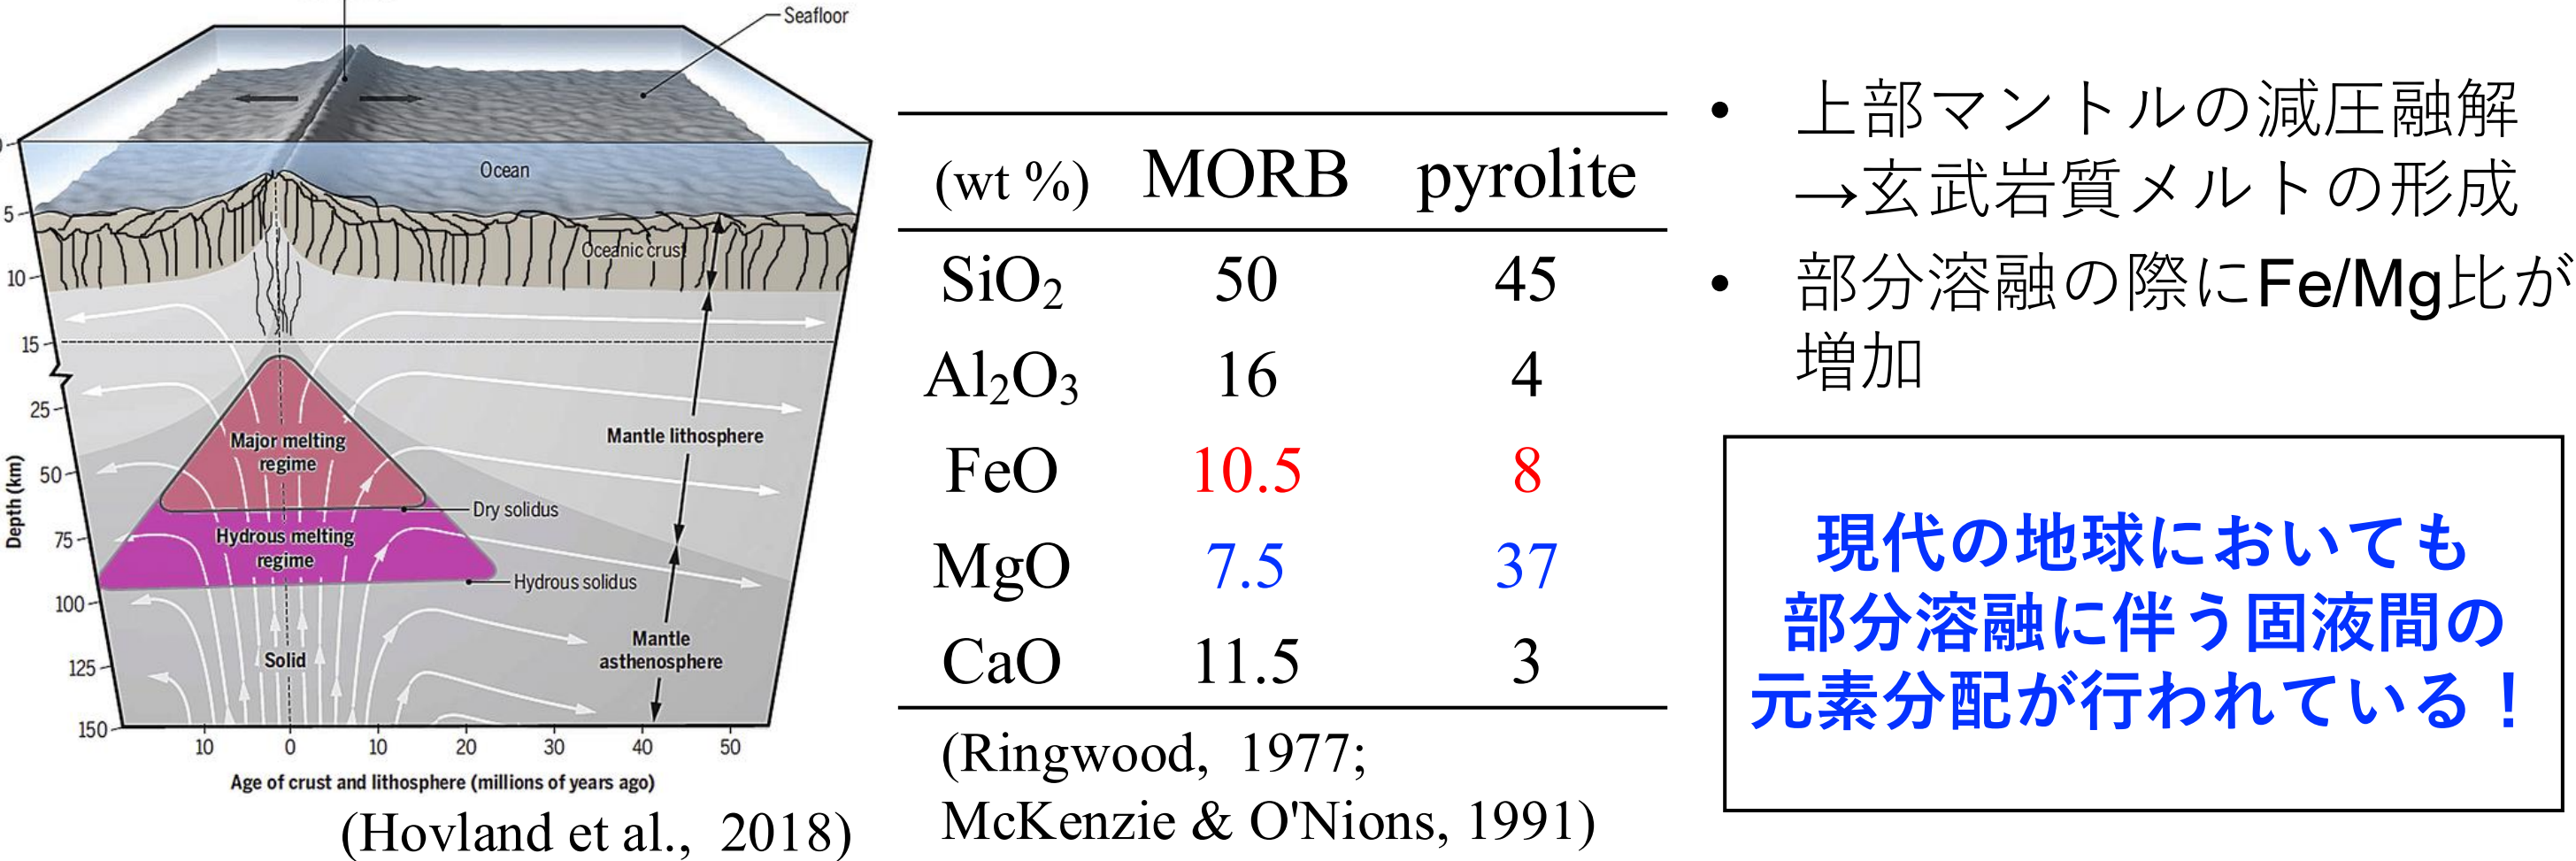 Seafloor
Ocean
5
Oceanic crust
10
15
25
Major melting
regime
Mantle lithosphere
50
Dry solidus
Hydrous melting
regime
75
Hydrous solidus
100
Mantle
asthenosphere
Solid
125
150
Depth (km)
10 0 10 20 30 40 50
Age of crust and lithosphere (millions of years ago)
(Hovland et al., 2018)
(wt %) MORB pyrolite
SiO₂ 50 45
Al₂O₃ 16 4
FeO 10.5 8
MgO 7.5 37
CaO 11.5 3
(Ringwood, 1977;
McKenzie & O'Nions, 1991)
• 上部マントルの減圧融解
→玄武岩質メルトの形成
• 部分溶融の際にFe/Mg比が
増加
現代の地球においても
部分溶融に伴う固液間の
元素分配が行われている！